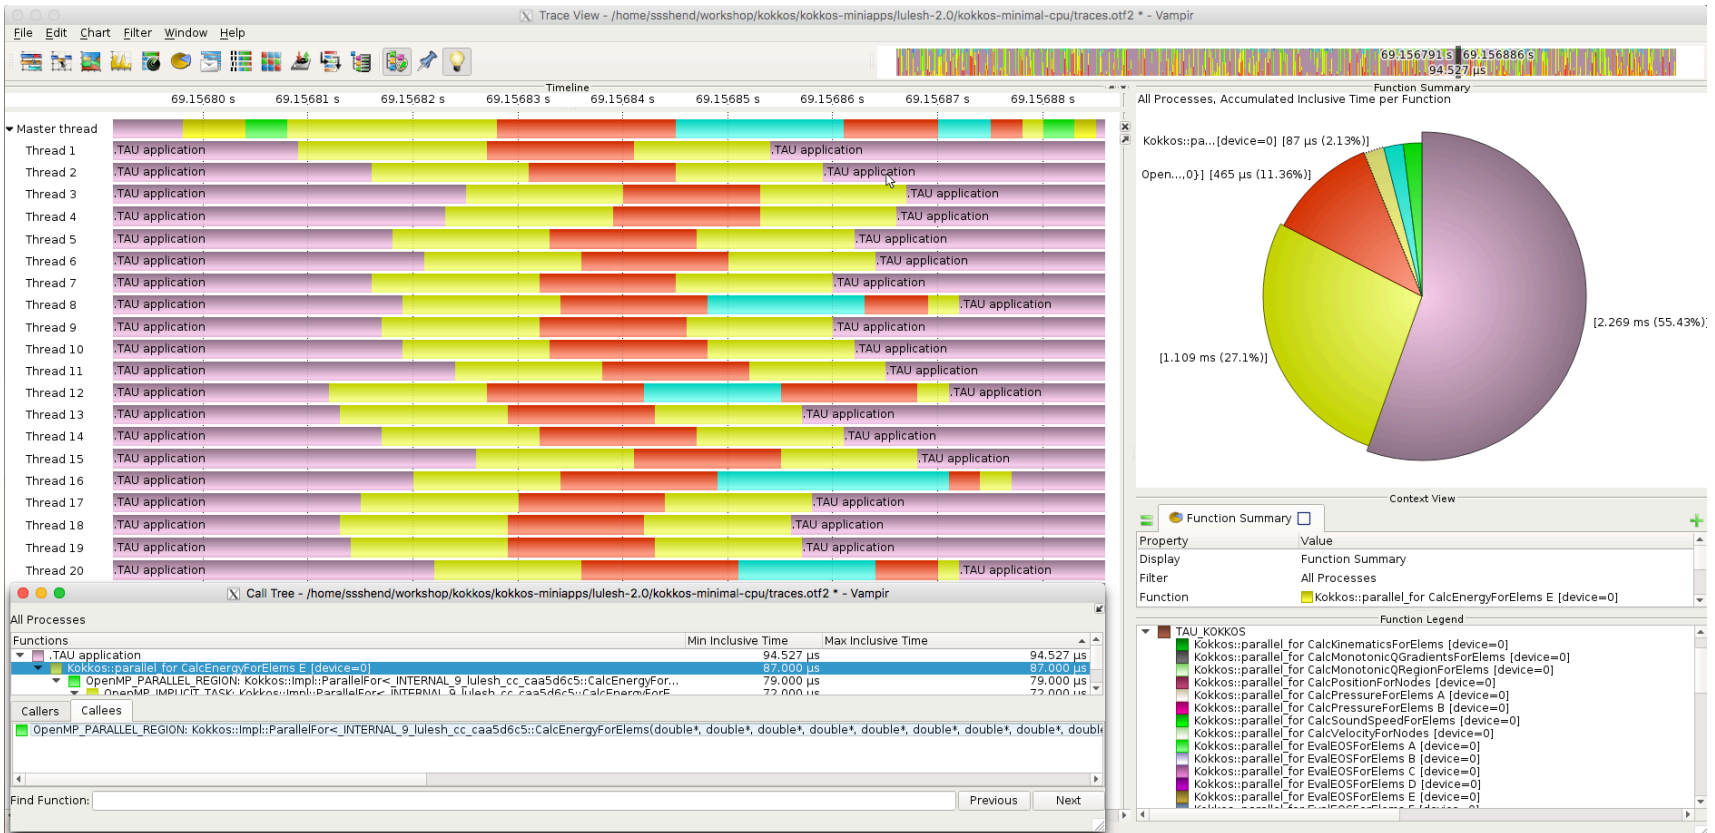 Trace View - /home/ssshend/workshop/kokkos/kokkos-miniapps/lulesh-2.0/kokkos-minimal-cpu/traces.otf2 * - Vampir
File Edit Chart Filter Window Help
69.156791 s 69.156886 s
94.527 µs
Timeline
69.15680 s 69.15681 s 69.15682 s 69.15683 s 69.15684 s 69.15685 s 69.15686 s 69.15687 s 69.15688 s
Master thread
Thread 1 .TAU application .TAU application
Thread 2 .TAU application .TAU application
Thread 3 .TAU application .TAU application
Thread 4 .TAU application .TAU application
Thread 5 .TAU application .TAU application
Thread 6 .TAU application .TAU application
Thread 7 .TAU application .TAU application
Thread 8 .TAU application .TAU application
Thread 9 .TAU application .TAU application
Thread 10 .TAU application .TAU application
Thread 11 .TAU application .TAU application
Thread 12 .TAU application .TAU application
Thread 13 .TAU application .TAU application
Thread 14 .TAU application .TAU application
Thread 15 .TAU application .TAU application
Thread 16 .TAU application
Thread 17 .TAU application .TAU application
Thread 18 .TAU application .TAU application
Thread 19 .TAU application .TAU application
Thread 20 .TAU application .TAU application
Function Summary
All Processes, Accumulated Inclusive Time per Function
Kokkos::pa...[device=0] [87 µs (2.13%)]
Open...,0}] [465 µs (11.36%)]
[2.269 ms (55.43%)]
[1.109 ms (27.1%)]
Context View
Function Summary
Property Value
Display Function Summary
Filter All Processes
Function Kokkos::parallel_for CalcEnergyForElems E [device=0]
Function Legend
TAU_KOKKOS
Kokkos::parallel_for CalcKinematicsForElems [device=0]
Kokkos::parallel_for CalcMonotonicQGradientsForElems [device=0]
Kokkos::parallel_for CalcMonotonicQRegionForElems [device=0]
Kokkos::parallel_for CalcPositionForNodes [device=0]
Kokkos::parallel_for CalcPressureForElems A [device=0]
Kokkos::parallel_for CalcPressureForElems B [device=0]
Kokkos::parallel_for CalcSoundSpeedForElems [device=0]
Kokkos::parallel_for CalcVelocityForNodes [device=0]
Kokkos::parallel_for EvalEOSForElems A [device=0]
Kokkos::parallel_for EvalEOSForElems B [device=0]
Kokkos::parallel_for EvalEOSForElems C [device=0]
Kokkos::parallel_for EvalEOSForElems D [device=0]
Kokkos::parallel_for EvalEOSForElems E [device=0]
Call Tree - /home/ssshend/workshop/kokkos/kokkos-miniapps/lulesh-2.0/kokkos-minimal-cpu/traces.otf2 * - Vampir
All Processes
Functions Min Inclusive Time Max Inclusive Time
.TAU application 94.527 µs 94.527 µs
Kokkos::parallel_for CalcEnergyForElems E [device=0] 87.000 µs 87.000 µs
OpenMP_PARALLEL_REGION: Kokkos::Impl::ParallelFor<_INTERNAL_9_lulesh_cc_caa5d6c5::CalcEnergyFor... 79.000 µs 79.000 µs
OpenMP_IMPLICIT_TASK: Kokkos::Impl::ParallelFor<_INTERNAL_9_lulesh_cc_caa5d6c5::CalcEnergyForE... 72.000 µs 72.000 µs
Callers Callees
OpenMP_PARALLEL_REGION: Kokkos::Impl::ParallelFor<_INTERNAL_9_lulesh_cc_caa5d6c5::CalcEnergyForElems(double*, double*, double*, double*, double*, double*, double*, double*, double
Find Function: Previous Next